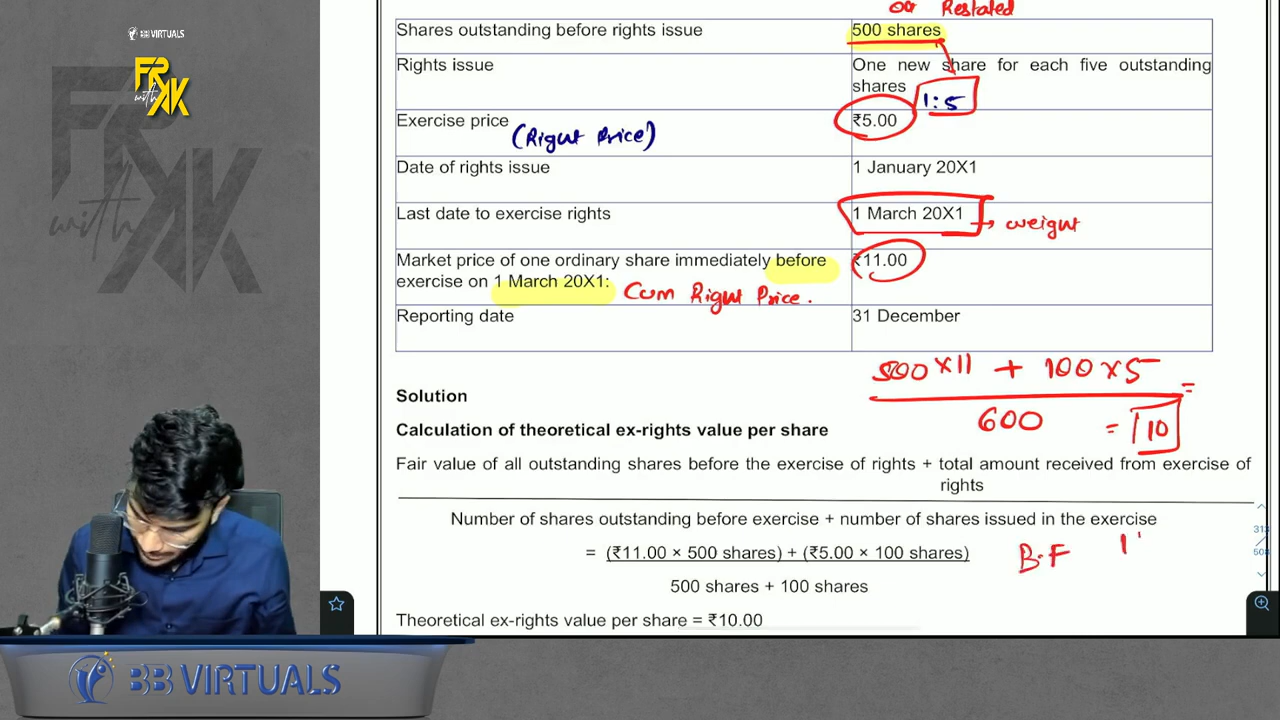 BB VIRTUALS
FR
with
AK
FR
with
AK
or Restated
Shares outstanding before rights issue 500 shares
Rights issue One new share for each five outstanding
shares 1:5
Exercise price ₹5.00
(Right Price)
Date of rights issue 1 January 20X1
Last date to exercise rights 1 March 20X1 → weight
Market price of one ordinary share immediately before ₹11.00
exercise on 1 March 20X1: Cum Right Price.
Reporting date 31 December
500 x 11 + 100 x 5 =
600 = 10
Solution
Calculation of theoretical ex-rights value per share
Fair value of all outstanding shares before the exercise of rights + total amount received from exercise of
rights
Number of shares outstanding before exercise + number of shares issued in the exercise
= (₹11.00 × 500 shares) + (₹5.00 × 100 shares) B.F
500 shares + 100 shares
Theoretical ex-rights value per share = ₹10.00
313
/
508
BB VIRTUALS